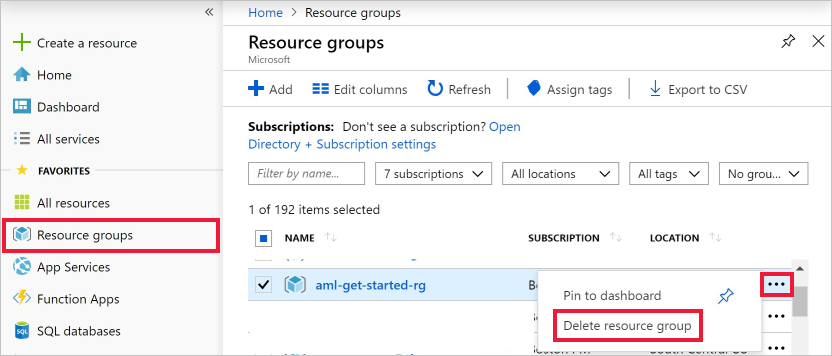 Create a resource
Home
Dashboard
All services
FAVORITES
All resources
Resource groups
App Services
Function Apps
SQL databases
Home > Resource groups
Resource groups
Microsoft
Add Edit columns Refresh Assign tags Export to CSV
Subscriptions: Don't see a subscription? Open
Directory + Subscription settings
Filter by name... 7 subscriptions All locations All tags No grou...
1 of 192 items selected
NAME SUBSCRIPTION LOCATION
aml-get-started-rg
Pin to dashboard
Delete resource group